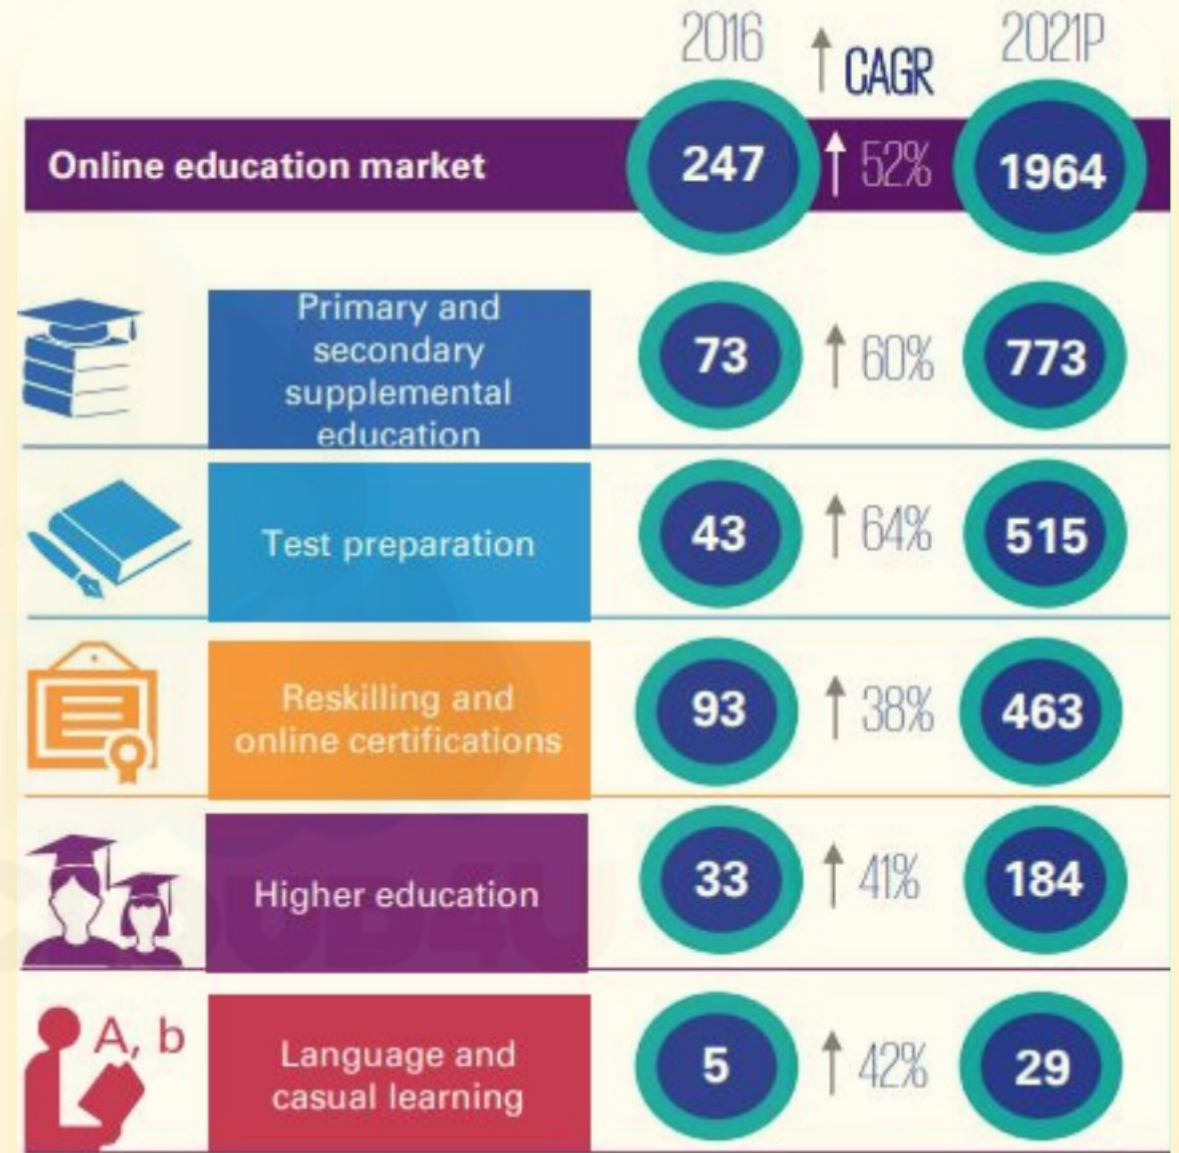 2016 CAGR 2021P
Online education market 247 52% 1964
Primary and
secondary
supplemental
education
73 60% 773
Test preparation 43 64% 515
Reskilling and
online certifications
93 38% 463
Higher education 33 41% 184
A, b
Language and
casual learning
5 42% 29